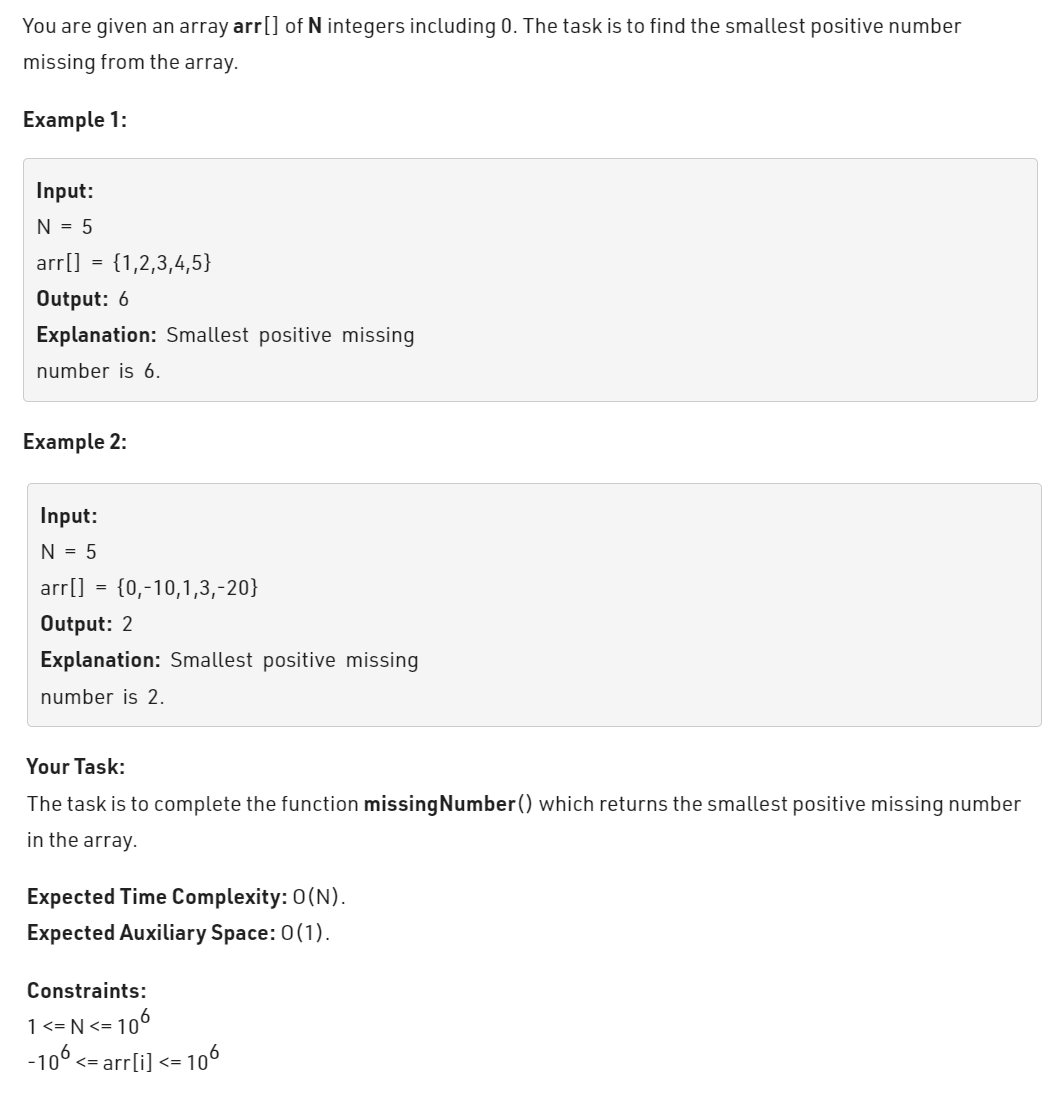 You are given an array arr[] of N integers including 0. The task is to find the smallest positive number
missing from the array.
Example 1:
Input:
N = 5
arr[] = {1,2,3,4,5}
Output: 6
Explanation: Smallest positive missing
number is 6.
Example 2:
Input:
N = 5
arr[] = {0,-10,1,3,-20}
Output: 2
Explanation: Smallest positive missing
number is 2.
Your Task:
The task is to complete the function missingNumber() which returns the smallest positive missing number
in the array.
Expected Time Complexity: O(N).
Expected Auxiliary Space: O(1).
Constraints:
1 <= N <= 10^6
-10^6 <= arr[i] <= 10^6